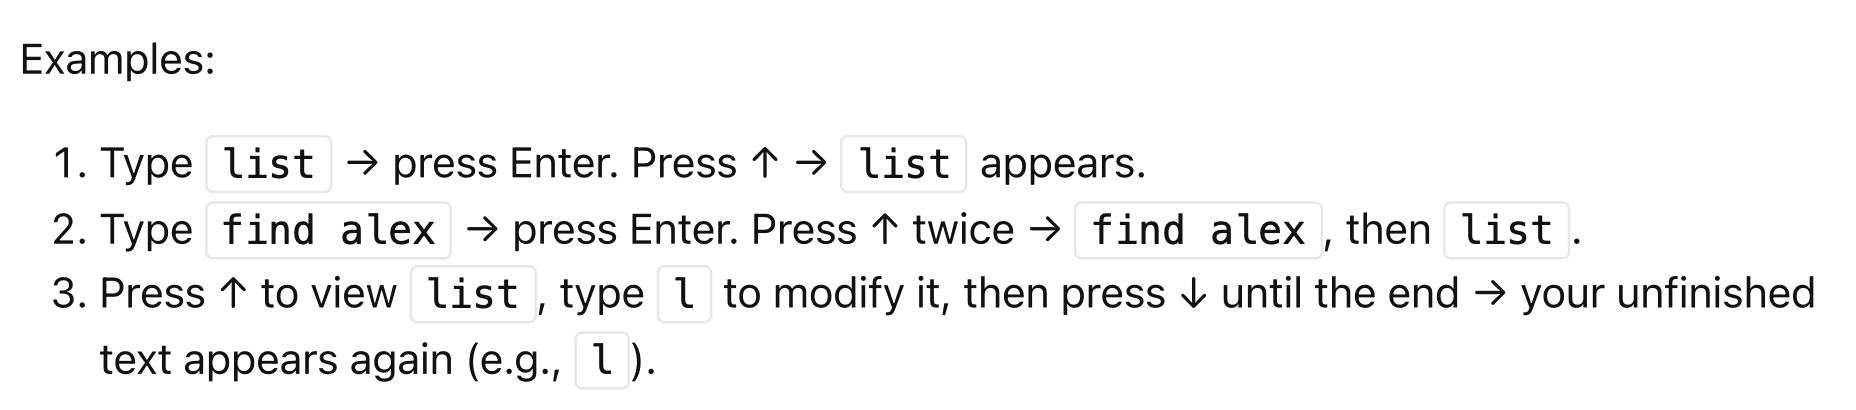 Examples:
1. Type list → press Enter. Press ↑ → list appears.
2. Type find alex → press Enter. Press ↑ twice → find alex, then list.
3. Press ↑ to view list, type l to modify it, then press ↓ until the end → your unfinished
text appears again (e.g., l).